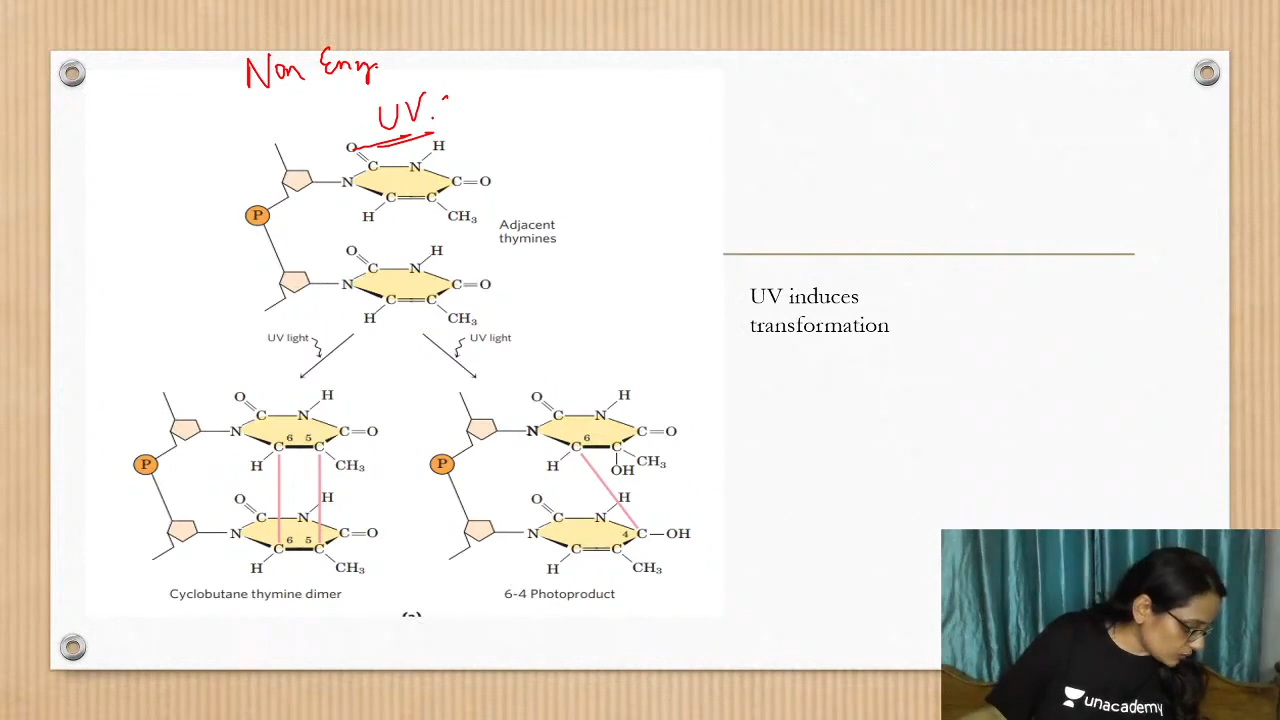 Non Enzy.
UV.
O H
C N
N C O
C C
H CH₃
P
Adjacent
thymines
O H
C N
N C O
C C
H CH₃
UV light UV light
O H O H
C N C N
N C O N C O
6 5 6
C C C C
H CH₃ H OH CH₃
P P
O H O H
C N C N
N C O N 4 C OH
6 5
C C C C
H CH₃ H CH₃
Cyclobutane thymine dimer 6-4 Photoproduct
UV induces
transformation
unacademy